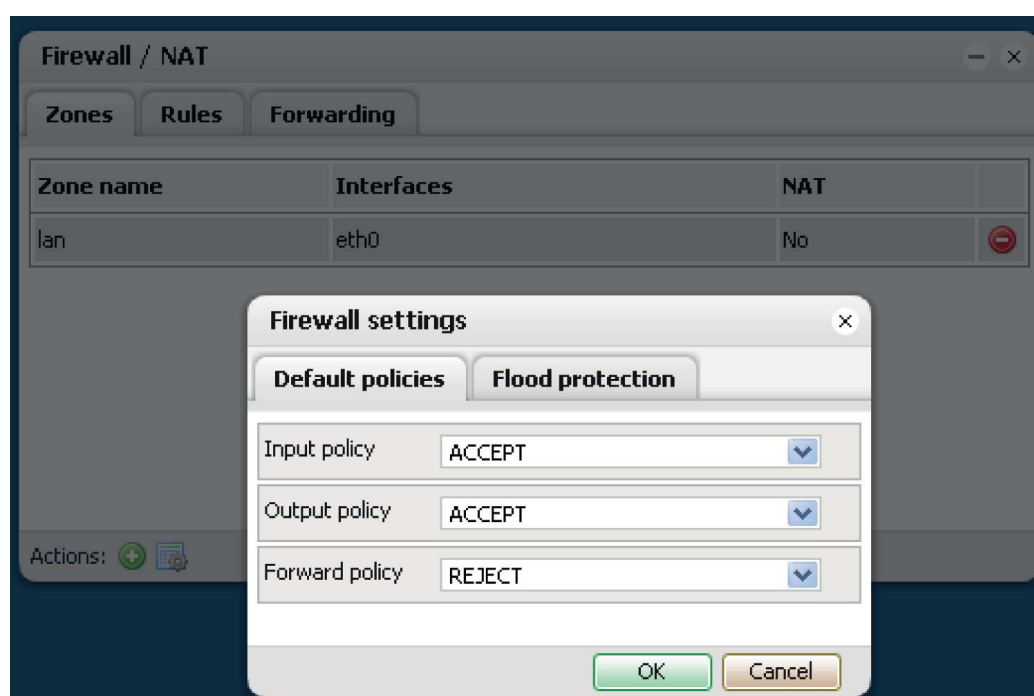 Firewall / NAT
Zones Rules Forwarding
Zone name Interfaces NAT
lan eth0 No
Firewall settings
Default policies Flood protection
Input policy ACCEPT
Output policy ACCEPT
Actions:
Forward policy REJECT
OK Cancel